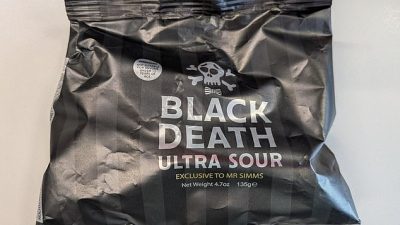 BLACK
DEATH
ULTRA SOUR
EXCLUSIVE TO MR SIMMS
Net Weight 4.7oz 135g℮